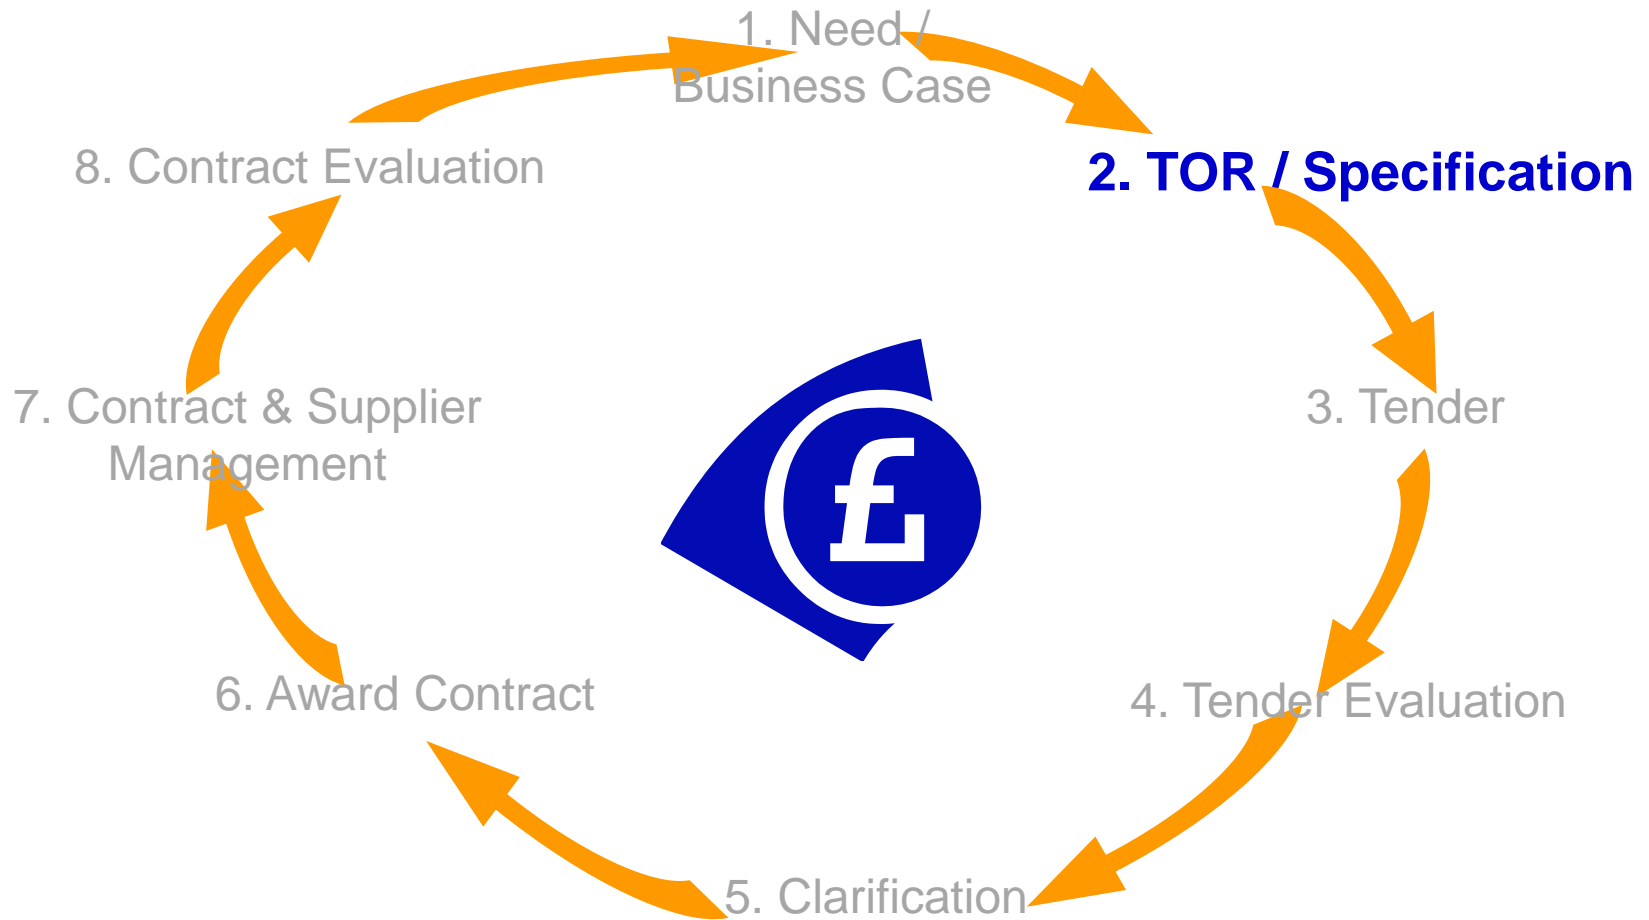 1. Need /
Business Case
2. TOR / Specification
3. Tender
4. Tender Evaluation
5. Clarification
6. Award Contract
7. Contract & Supplier
Management
8. Contract Evaluation
£